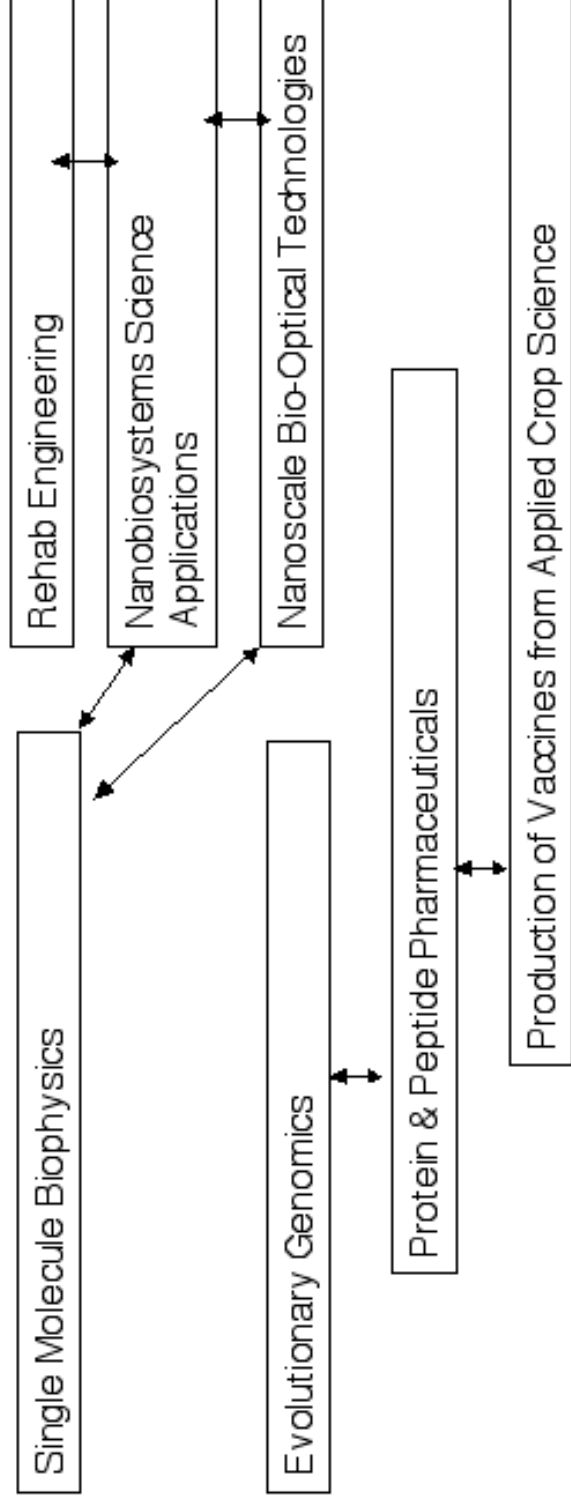 Single Molecule Biophysics
Rehab Engineering
Nanobiosystems Science
Applications
Nanoscale Bio-Optical Technologies
Evolutionary Genomics
Protein & Peptide Pharmaceuticals
Production of Vaccines from Applied Crop Science